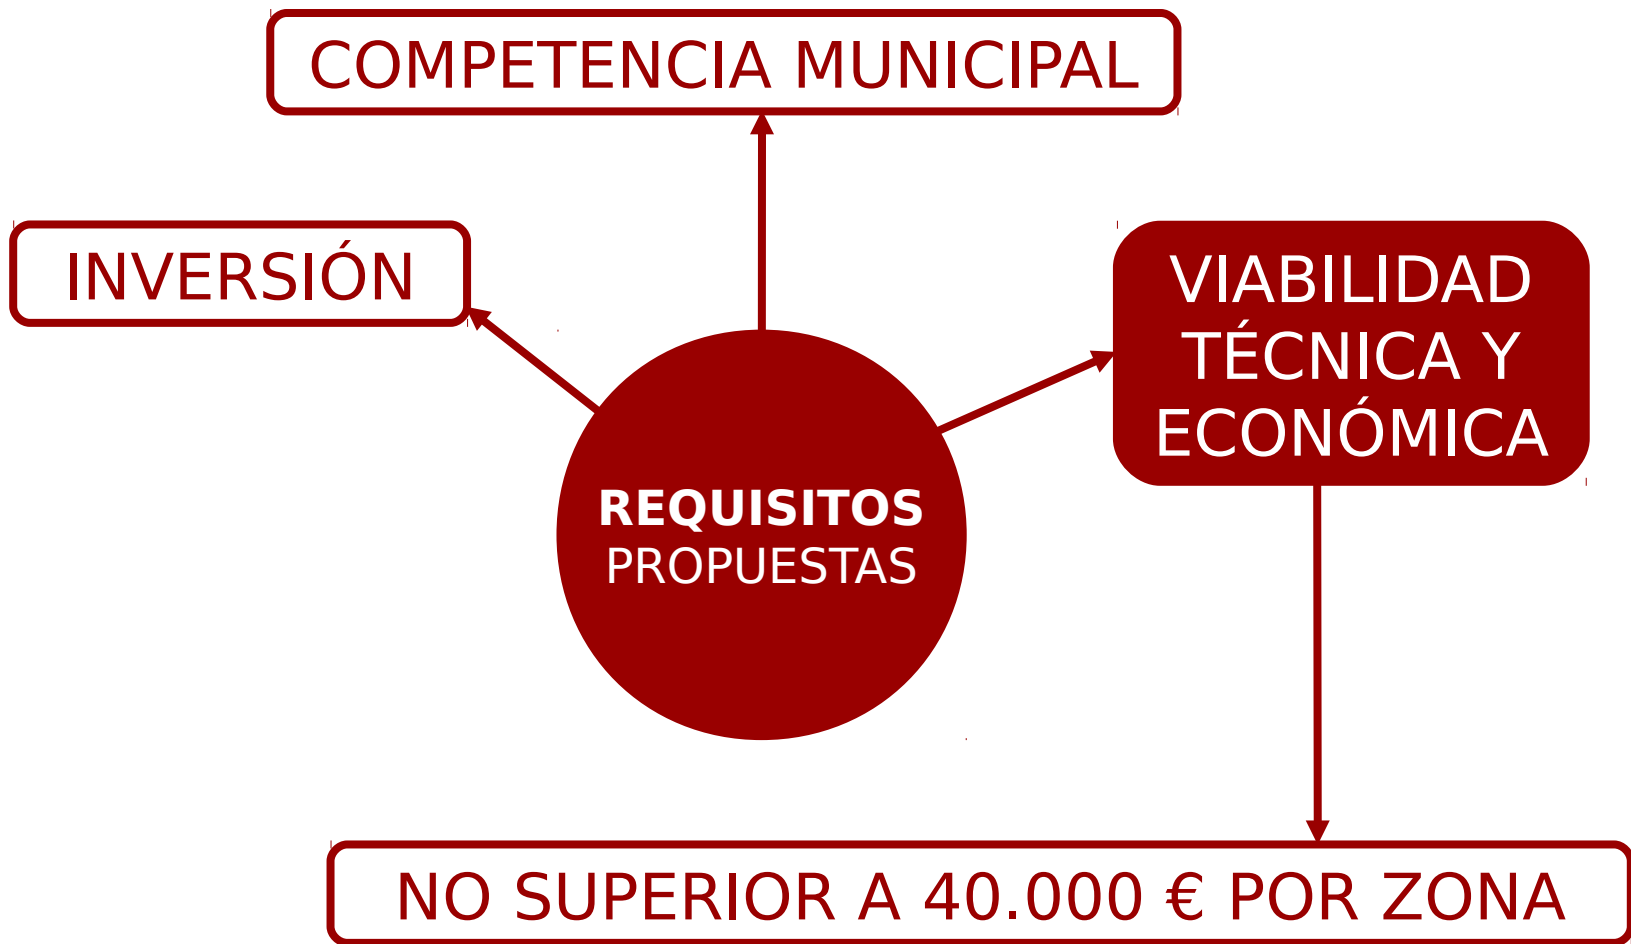 COMPETENCIA MUNICIPAL
INVERSIÓN
VIABILIDAD
TÉCNICA Y
ECONÓMICA
REQUISITOS
PROPUESTAS
NO SUPERIOR A 40.000 € POR ZONA